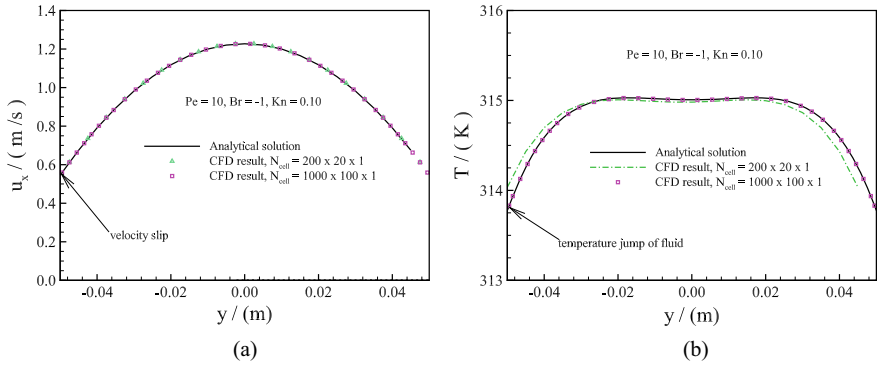 1.4
1.2
1.0
0.8
0.6
0.4
0.2
0.0
u_x / ( m /s )
Pe = 10, Br = -1, Kn = 0.10
Analytical solution
CFD result, N_cell = 200 x 20 x 1
CFD result, N_cell = 1000 x 100 x 1
velocity slip
-0.04 -0.02 0.00 0.02 0.04
y / (m)
(a)
316
315
314
313
T / ( K )
Pe = 10, Br = -1, Kn = 0.10
Analytical solution
CFD result, N_cell = 200 x 20 x 1
CFD result, N_cell = 1000 x 100 x 1
temperature jump of fluid
-0.04 -0.02 0.00 0.02 0.04
y / (m)
(b)